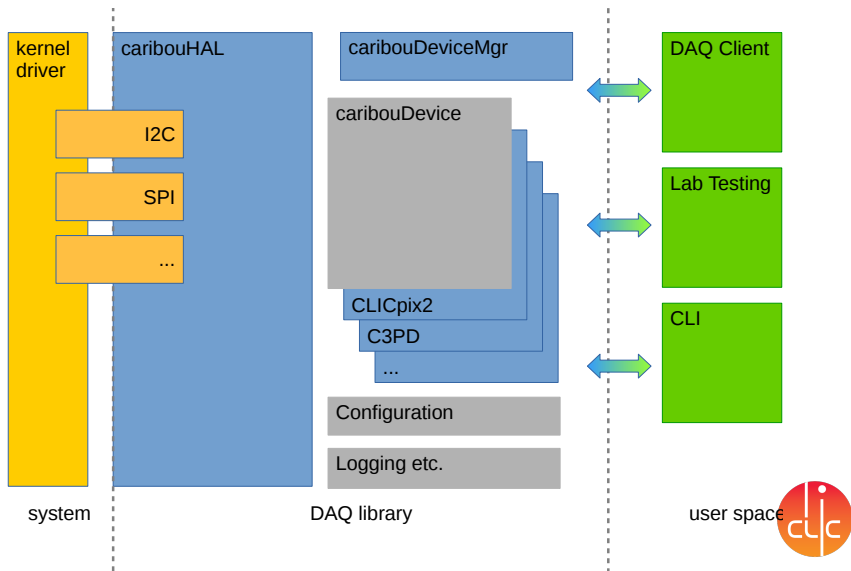 kernel
driver
caribouHAL
caribouDeviceMgr
DAQ Client
caribouDevice
I2C
SPI
...
Lab Testing
CLICpix2
C3PD
...
CLI
Configuration
Logging etc.
system
DAQ library
user space
clic